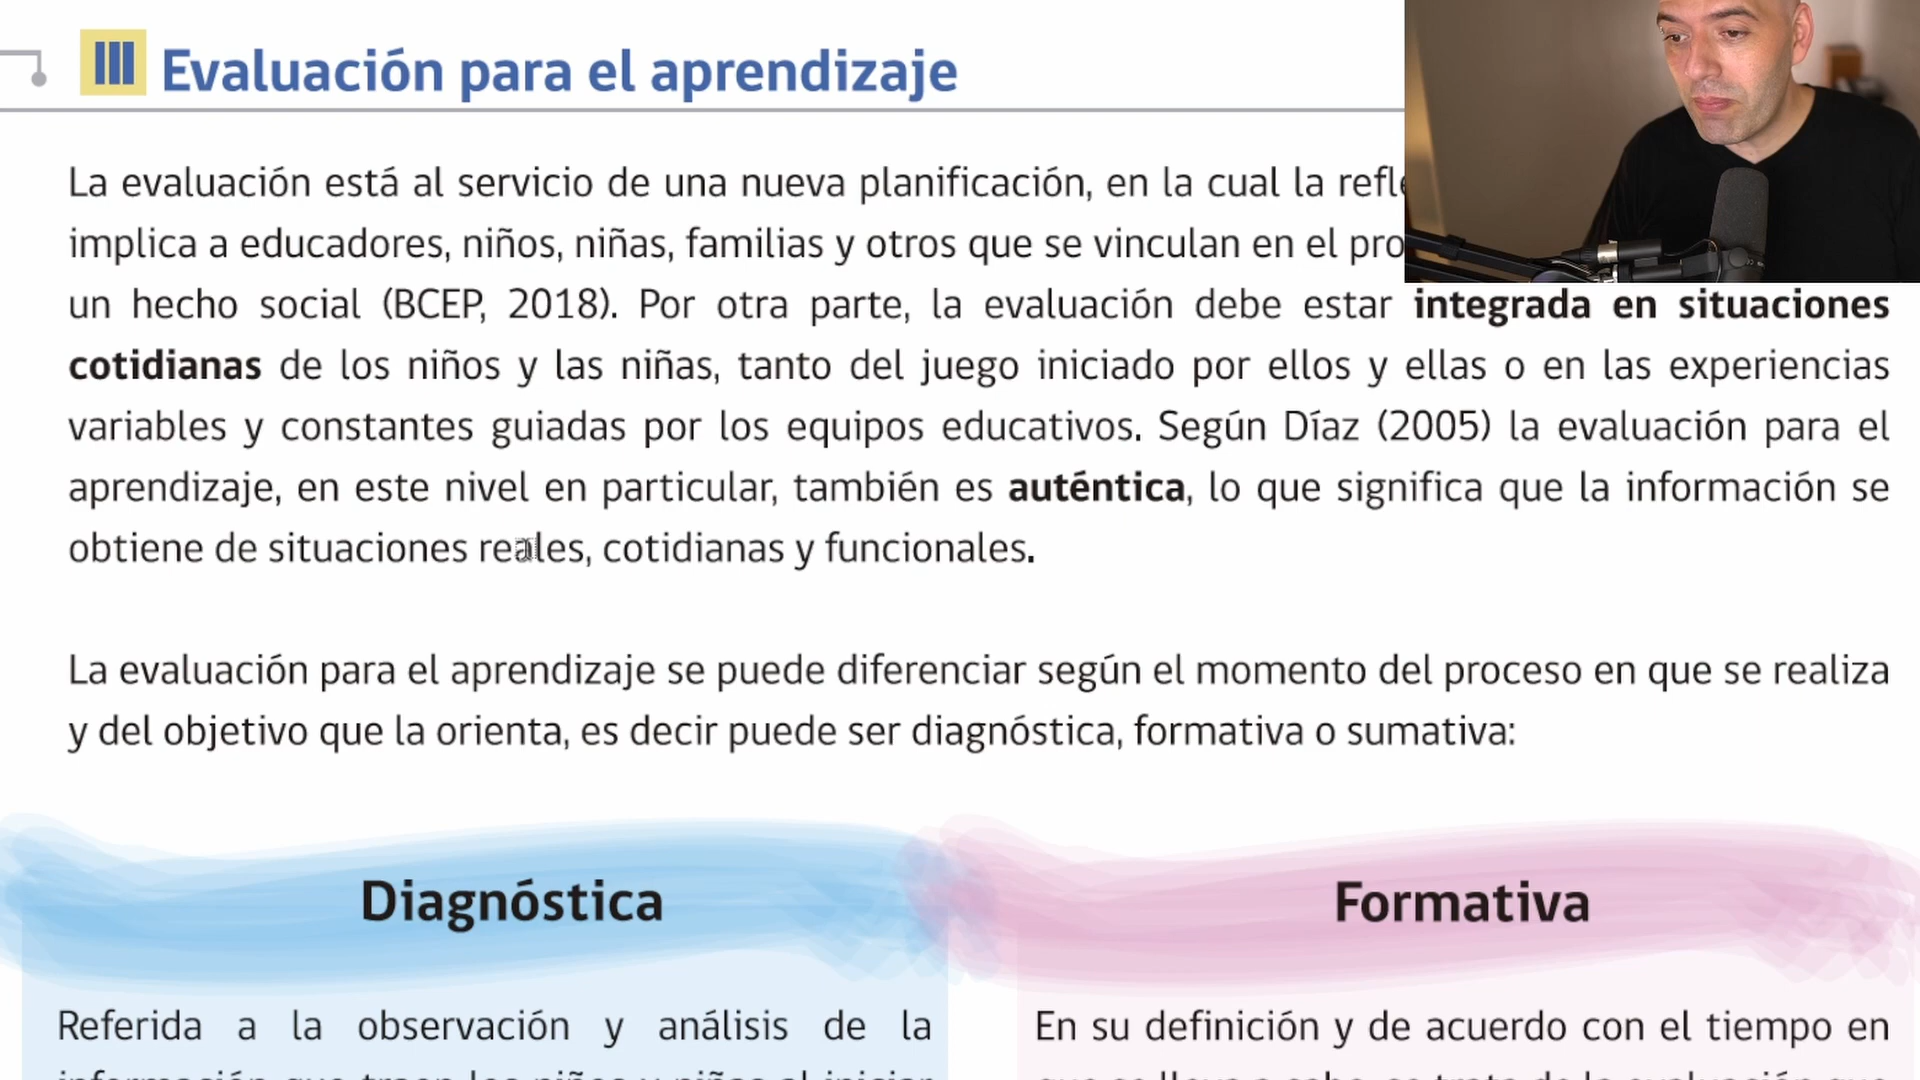 III Evaluación para el aprendizaje
La evaluación está al servicio de una nueva planificación, en la cual la
implica a educadores, niños, niñas, familias y otros que se vinculan en el
un hecho social (BCEP, 2018). Por otra parte, la evaluación debe estar integrada en situaciones
cotidianas de los niños y las niñas, tanto del juego iniciado por ellos y ellas o en las experiencias
variables y constantes guiadas por los equipos educativos. Según Díaz (2005) la evaluación para el
aprendizaje, en este nivel en particular, también es auténtica, lo que significa que la información se
obtiene de situaciones reales, cotidianas y funcionales.
La evaluación para el aprendizaje se puede diferenciar según el momento del proceso en que se realiza
y del objetivo que la orienta, es decir puede ser diagnóstica, formativa o sumativa:
Diagnóstica
Referida a la observación y análisis de la
Formativa
En su definición y de acuerdo con el tiempo en